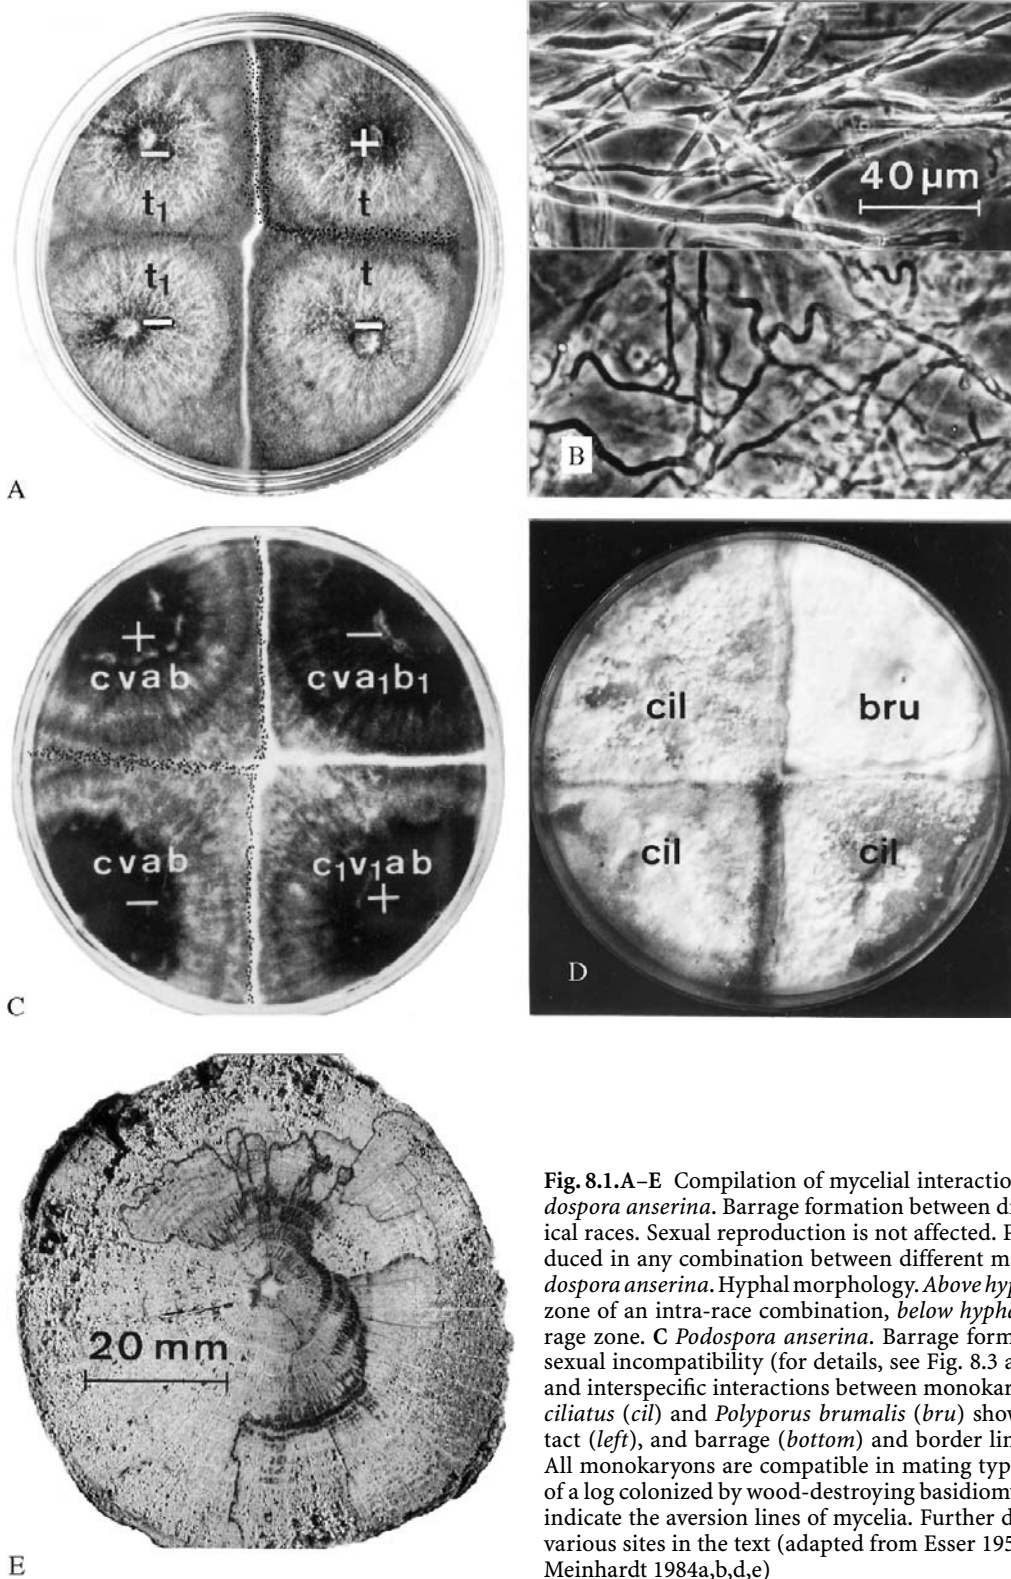 − + 
t₁ t
t₁ t
− −
A
40 µm
B
+ −
cvab cva₁b₁
cvab c₁v₁ab
− +
C
cil bru
cil cil
D
20 mm
E
Fig. 8.1.A–E Compilation of mycelial interaction
dospora anserina. Barrage formation between di
ical races. Sexual reproduction is not affected. P
duced in any combination between different m
dospora anserina. Hyphal morphology. Above hyp
zone of an intra-race combination, below hypha
rage zone. C Podospora anserina. Barrage form
sexual incompatibility (for details, see Fig. 8.3 a
and interspecific interactions between monokar
ciliatus (cil) and Polyporus brumalis (bru) show
tact (left), and barrage (bottom) and border lin
All monokaryons are compatible in mating typ
of a log colonized by wood-destroying basidiomy
indicate the aversion lines of mycelia. Further d
various sites in the text (adapted from Esser 195
Meinhardt 1984a,b,d,e)